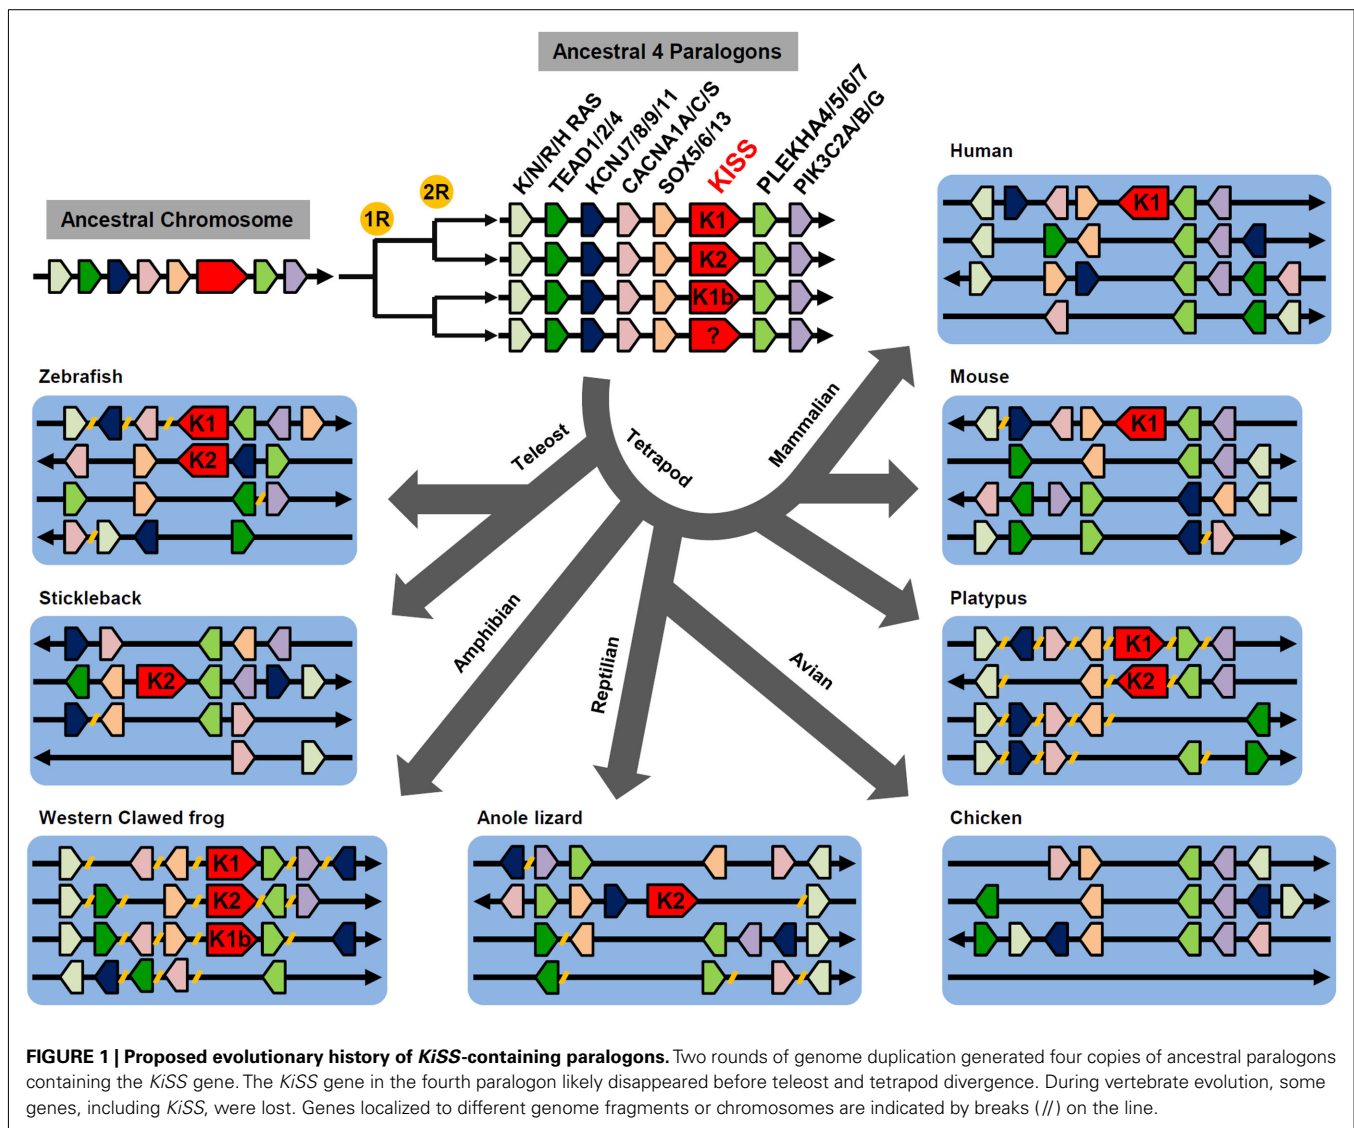 Ancestral 4 Paralogons
K/N/R/H RAS
TEAD1/2/4
KCNJ7/8/9/11
CACNA1A/C/S
SOX5/6/13
KISS
PLEKHA4/5/6/7
PIK3C2A/B/G
Ancestral Chromosome
1R
2R
K1
K2
K1b
?
Human
K1
Zebrafish
K1
K2
Mouse
K1
Teleost
Tetrapod
Mammalian
Amphibian
Reptilian
Avian
Stickleback
K2
Platypus
K1
K2
Western Clawed frog
K1
K2
K1b
Anole lizard
K2
Chicken
FIGURE 1 | Proposed evolutionary history of KiSS-containing paralogons. Two rounds of genome duplication generated four copies of ancestral paralogons
containing the KiSS gene. The KiSS gene in the fourth paralogon likely disappeared before teleost and tetrapod divergence. During vertebrate evolution, some
genes, including KiSS, were lost. Genes localized to different genome fragments or chromosomes are indicated by breaks (//) on the line.